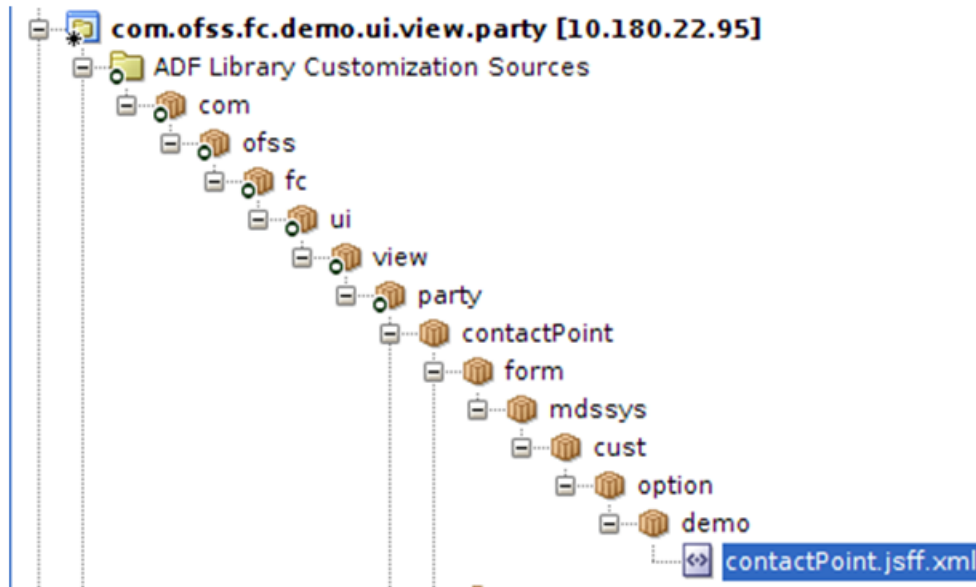 com.ofss.fc.demo.ui.view.party [10.180.22.95]
ADF Library Customization Sources
com
ofss
fc
ui
view
party
contactPoint
form
mdssys
cust
option
demo
contactPoint.jsff.xml